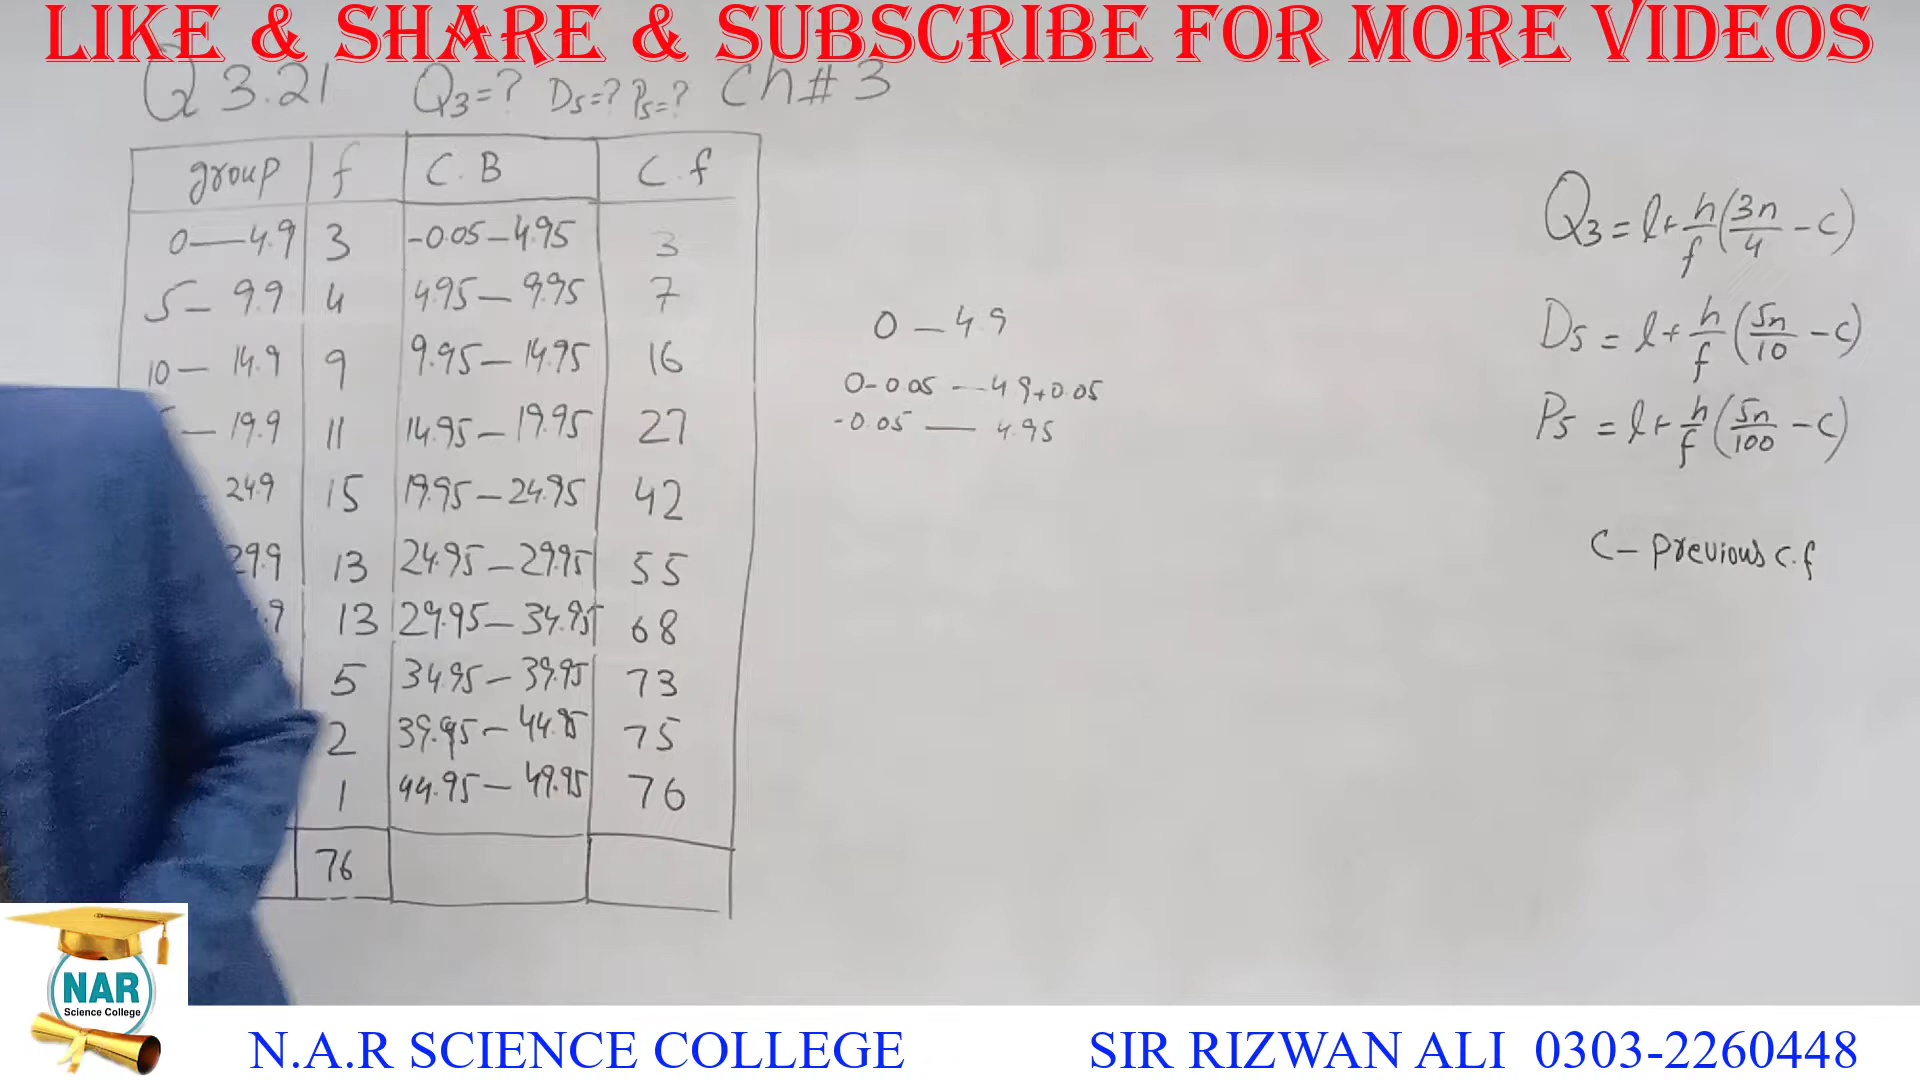 LIKE & SHARE & SUBSCRIBE FOR MORE VIDEOS
Q 3.21 Q3=? D5=? P5=? Ch# 3
group f C.B C.f
0—4.9 3 -0.05—4.95 3
5—9.9 4 4.95—9.95 7
10—14.9 9 9.95—14.95 16
—19.9 11 14.95—19.95 27
24.9 15 19.95—24.95 42
29.9 13 24.95—29.95 55
.9 13 29.95—34.95 68
5 34.95—39.95 73
2 39.95—44.95 75
1 44.95—49.95 76
76
0—4.9
0-0.05—4.9+0.05
-0.05—4.95
Q3 = l+h/f(3n/4 - C)
D5 = l+h/f(5n/10 - C)
P5 = l+h/f(5n/100 - C)
C- previous c.f
NAR
Science College
N.A.R SCIENCE COLLEGE SIR RIZWAN ALI 0303-2260448